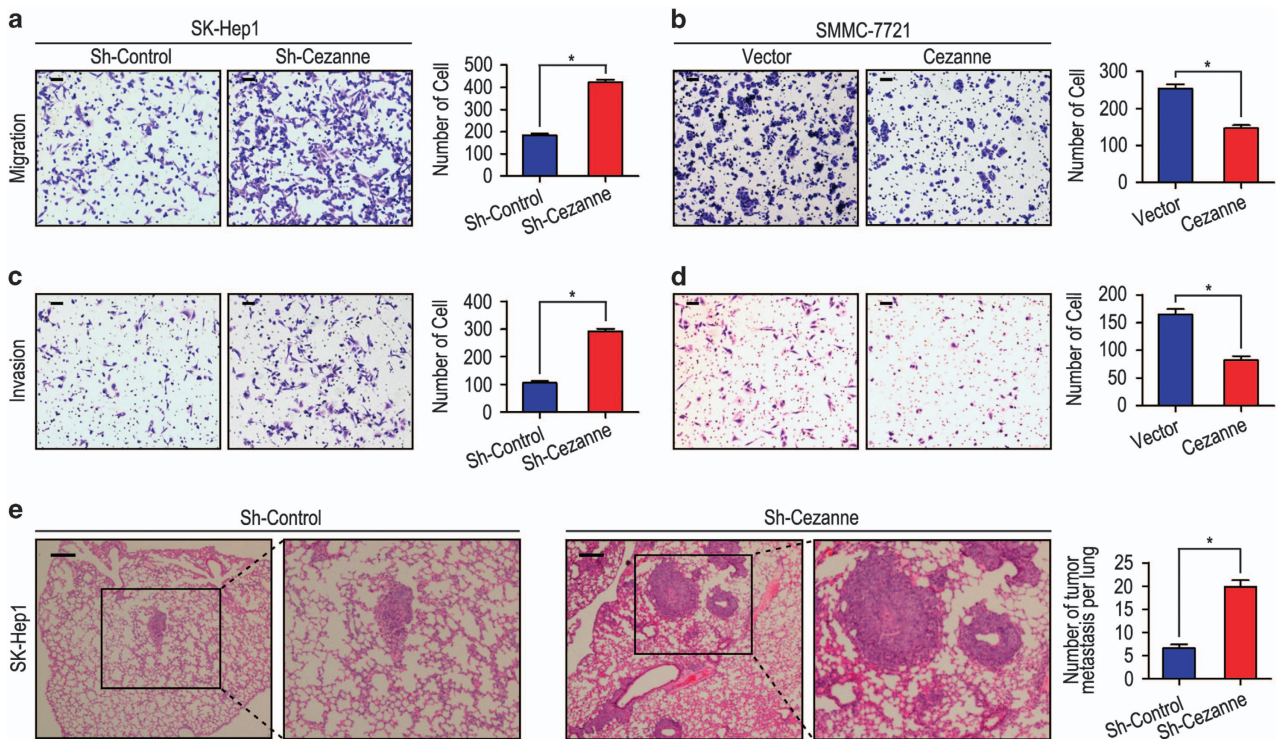 a
SK-Hep1
Sh-Control
Sh-Cezanne
Migration
Number of Cell
500
400
300
200
100
0
*
Sh-Control
Sh-Cezanne
b
SMMC-7721
Vector
Cezanne
Number of Cell
300
200
100
0
*
Vector
Cezanne
c
Invasion
Number of Cell
400
300
200
100
0
*
Sh-Control
Sh-Cezanne
d
Number of Cell
200
150
100
50
0
*
Vector
Cezanne
e
Sh-Control
Sh-Cezanne
SK-Hep1
Number of tumor
metastasis per lung
25
20
15
10
5
0
*
Sh-Control
Sh-Cezanne